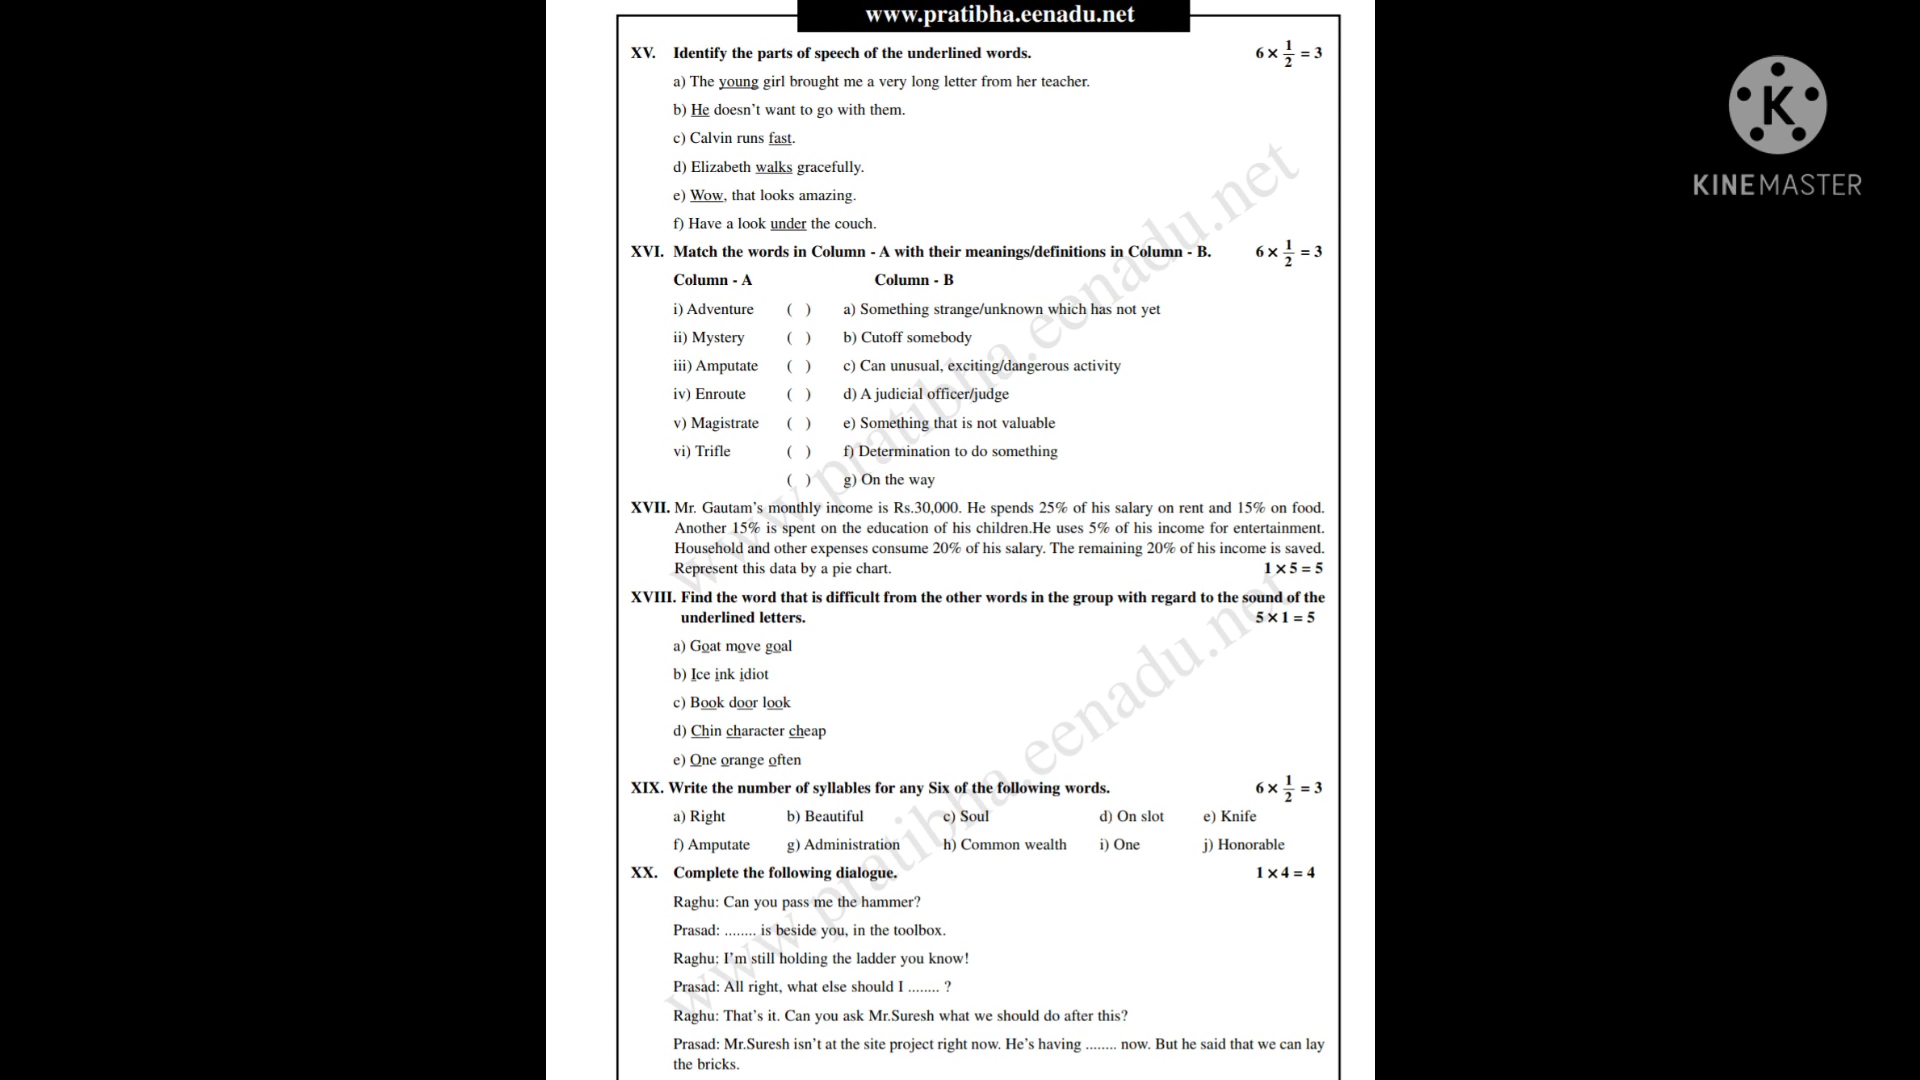 www.pratibha.eenadu.net
XV. Identify the parts of speech of the underlined words. 6 × 1/2 = 3
a) The young girl brought me a very long letter from her teacher.
b) He doesn't want to go with them.
c) Calvin runs fast.
d) Elizabeth walks gracefully.
e) Wow, that looks amazing.
f) Have a look under the couch.
XVI. Match the words in Column - A with their meanings/definitions in Column - B. 6 × 1/2 = 3
Column - A Column - B
i) Adventure ( ) a) Something strange/unknown which has not yet
ii) Mystery ( ) b) Cutoff somebody
iii) Amputate ( ) c) Can unusual, exciting/dangerous activity
iv) Enroute ( ) d) A judicial officer/judge
v) Magistrate ( ) e) Something that is not valuable
vi) Trifle ( ) f) Determination to do something
( ) g) On the way
XVII. Mr. Gautam's monthly income is Rs.30,000. He spends 25% of his salary on rent and 15% on food.
Another 15% is spent on the education of his children.He uses 5% of his income for entertainment.
Household and other expenses consume 20% of his salary. The remaining 20% of his income is saved.
Represent this data by a pie chart. 1 × 5 = 5
XVIII. Find the word that is difficult from the other words in the group with regard to the sound of the
underlined letters. 5 × 1 = 5
a) Goat move goal
b) Ice ink idiot
c) Book door look
d) Chin character cheap
e) One orange often
XIX. Write the number of syllables for any Six of the following words. 6 × 1/2 = 3
a) Right b) Beautiful c) Soul d) On slot e) Knife
f) Amputate g) Administration h) Common wealth i) One j) Honorable
XX. Complete the following dialogue. 1 × 4 = 4
Raghu: Can you pass me the hammer?
Prasad: ........ is beside you, in the toolbox.
Raghu: I'm still holding the ladder you know!
Prasad: All right, what else should I ........ ?
Raghu: That's it. Can you ask Mr.Suresh what we should do after this?
Prasad: Mr.Suresh isn't at the site project right now. He's having ........ now. But he said that we can lay
the bricks.
www.pratibha.eenadu.net
www.pratibha.eenadu.net
K
KINEMASTER